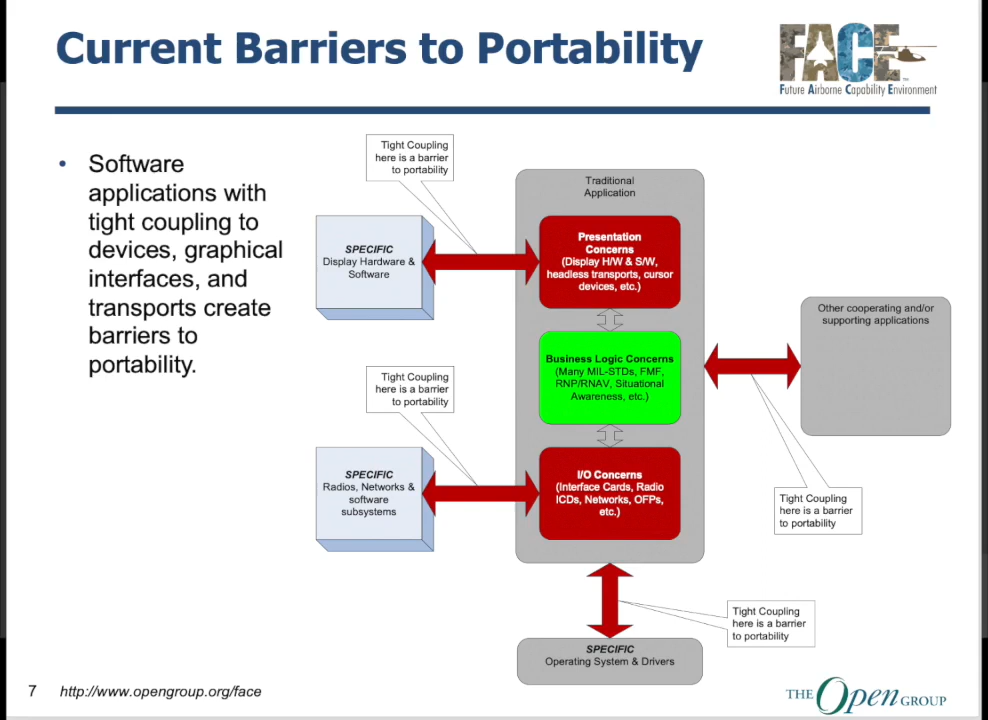 Current Barriers to Portability
FACE
Future Airborne Capability Environment
• Software
applications with
tight coupling to
devices, graphical
interfaces, and
transports create
barriers to
portability.
Tight Coupling
here is a barrier
to portability
SPECIFIC
Display Hardware &
Software
Traditional
Application
Presentation
Concerns
(Display H/W & S/W,
headless transports, cursor
devices, etc.)
Business Logic Concerns
(Many MIL-STDs, FMF,
RNP/RNAV, Situational
Awareness, etc.)
Other cooperating and/or
supporting applications
Tight Coupling
here is a barrier
to portability
SPECIFIC
Radios, Networks &
software
subsystems
I/O Concerns
(Interface Cards, Radio
ICDs, Networks, OFPs,
etc.)
Tight Coupling
here is a barrier
to portability
Tight Coupling
here is a barrier
to portability
SPECIFIC
Operating System & Drivers
7 http://www.opengroup.org/face
THE Open GROUP